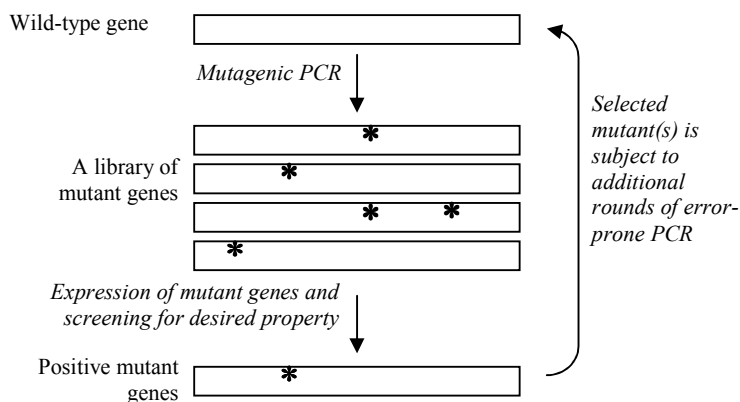 Wild-type gene
Mutagenic PCR
A library of
mutant genes
Selected
mutant(s) is
subject to
additional
rounds of error-
prone PCR
Expression of mutant genes and
screening for desired property
Positive mutant
genes